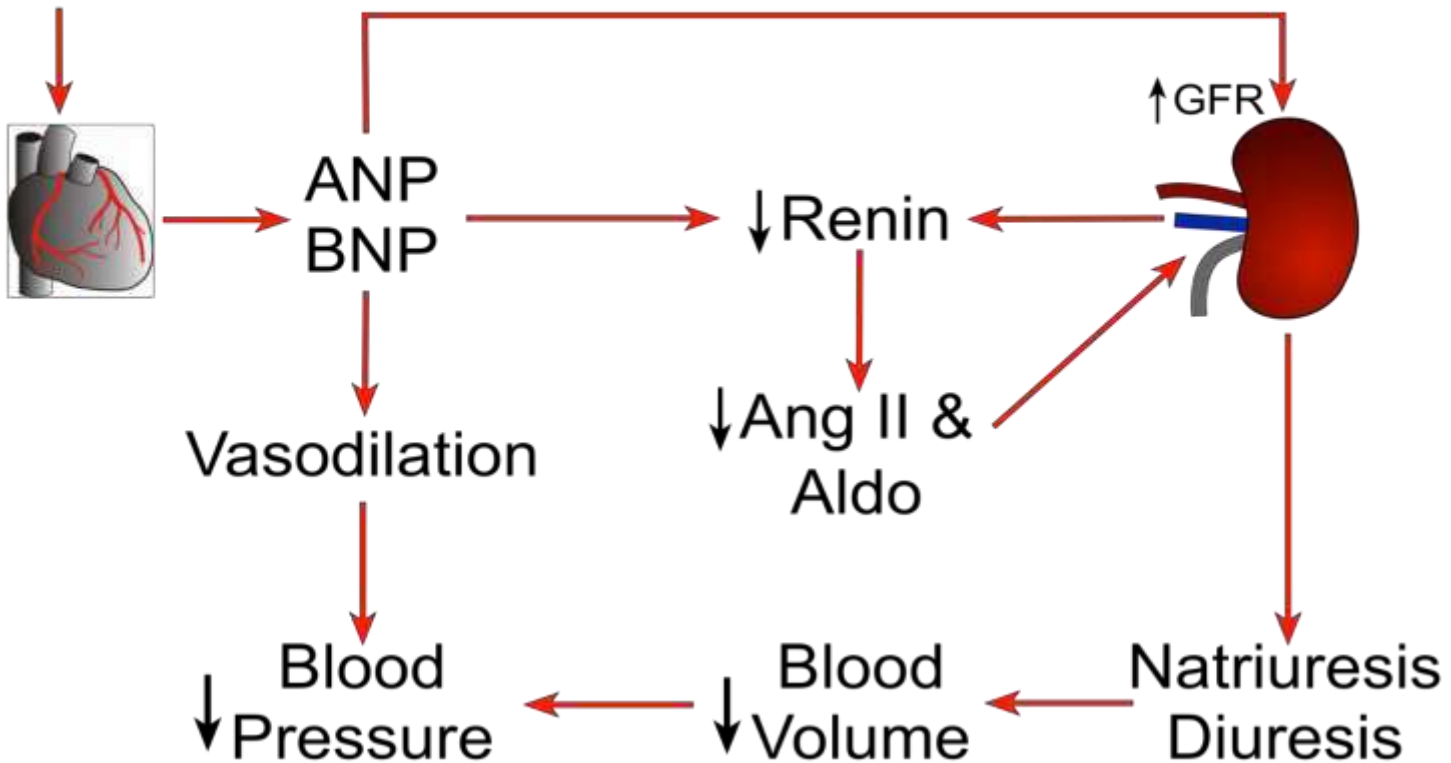 ↑GFR
ANP
BNP
↓Renin
↓Ang II &
Aldo
Vasodilation
Blood
↓Pressure
Blood
↓Volume
Natriuresis
Diuresis